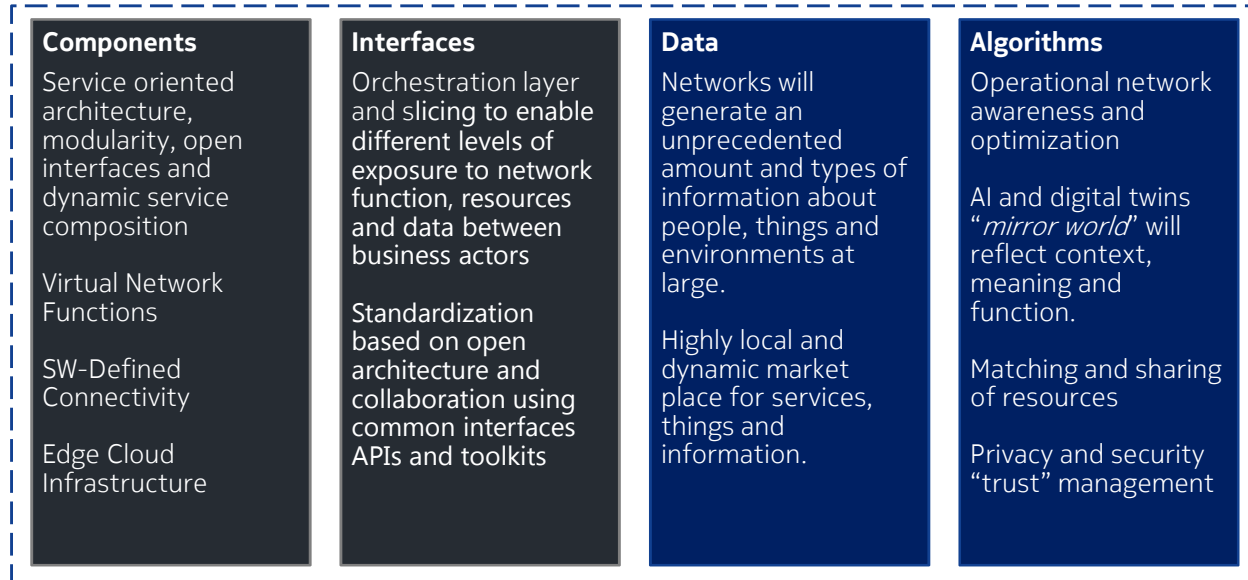 Components
Service oriented
architecture,
modularity, open
interfaces and
dynamic service
composition
Virtual Network
Functions
SW-Defined
Connectivity
Edge Cloud
Infrastructure
Interfaces
Orchestration layer
and slicing to enable
different levels of
exposure to network
function, resources
and data between
business actors
Standardization
based on open
architecture and
collaboration using
common interfaces
APIs and toolkits
Data
Networks will
generate an
unprecedented
amount and types of
information about
people, things and
environments at
large.
Highly local and
dynamic market
place for services,
things and
information.
Algorithms
Operational network
awareness and
optimization
AI and digital twins
“mirror world” will
reflect context,
meaning and
function.
Matching and sharing
of resources
Privacy and security
“trust” management